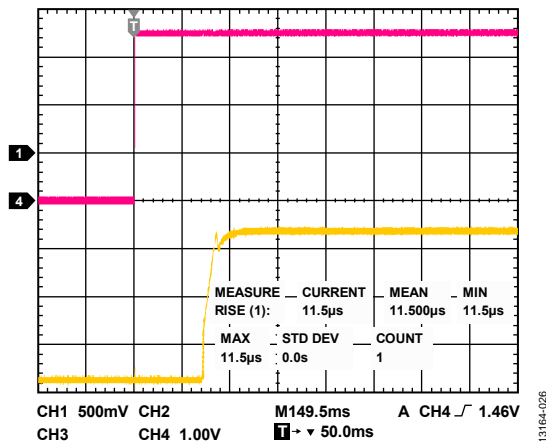 T
1
4
MEASURE CURRENT MEAN MIN
RISE (1): 11.5µs 11.500µs 11.5µs
MAX STD DEV COUNT
11.5µs 0.0s 1
CH1 500mV CH2 M149.5ms A CH4 1.46V
CH3 CH4 1.00V T 50.0ms
13164-026